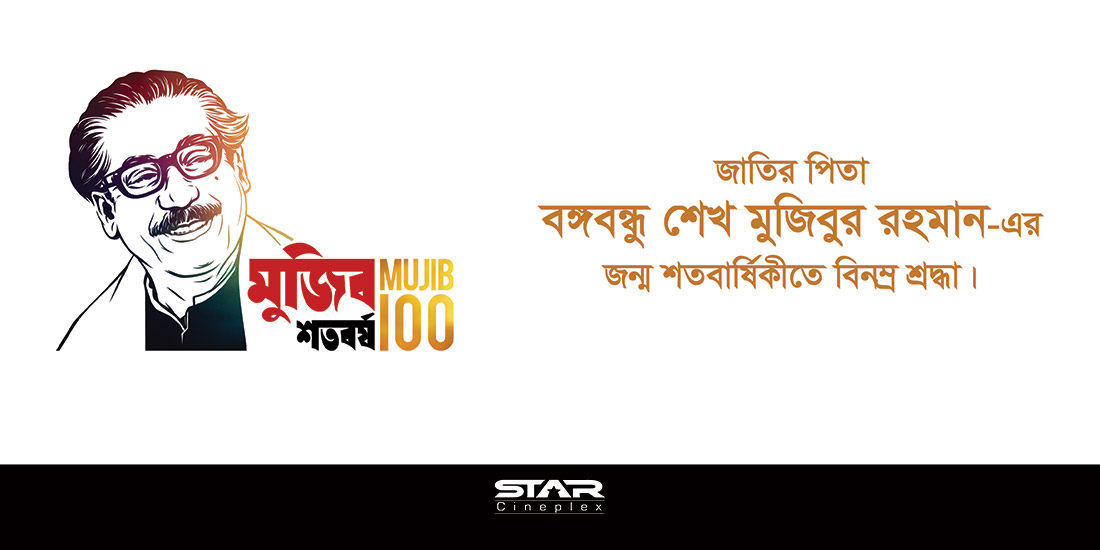 মুজিব
শতবর্ষ
MUJIB
100
জাতির পিতা
বঙ্গবন্ধু শেখ মুজিবুর রহমান-এর
জন্ম শতবার্ষিকীতে বিনম্র শ্রদ্ধা।
STAR
Cineplex